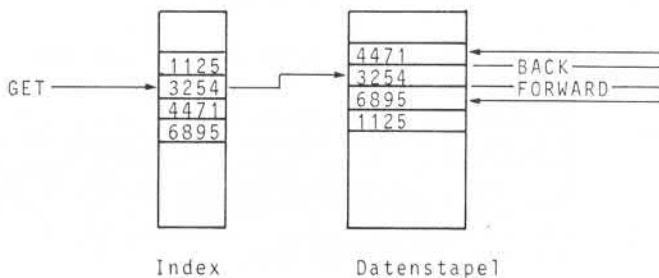 1125
GET 3254
4471
6895
4471
3254
6895
1125
BACK
FORWARD
Index
Datenstapel